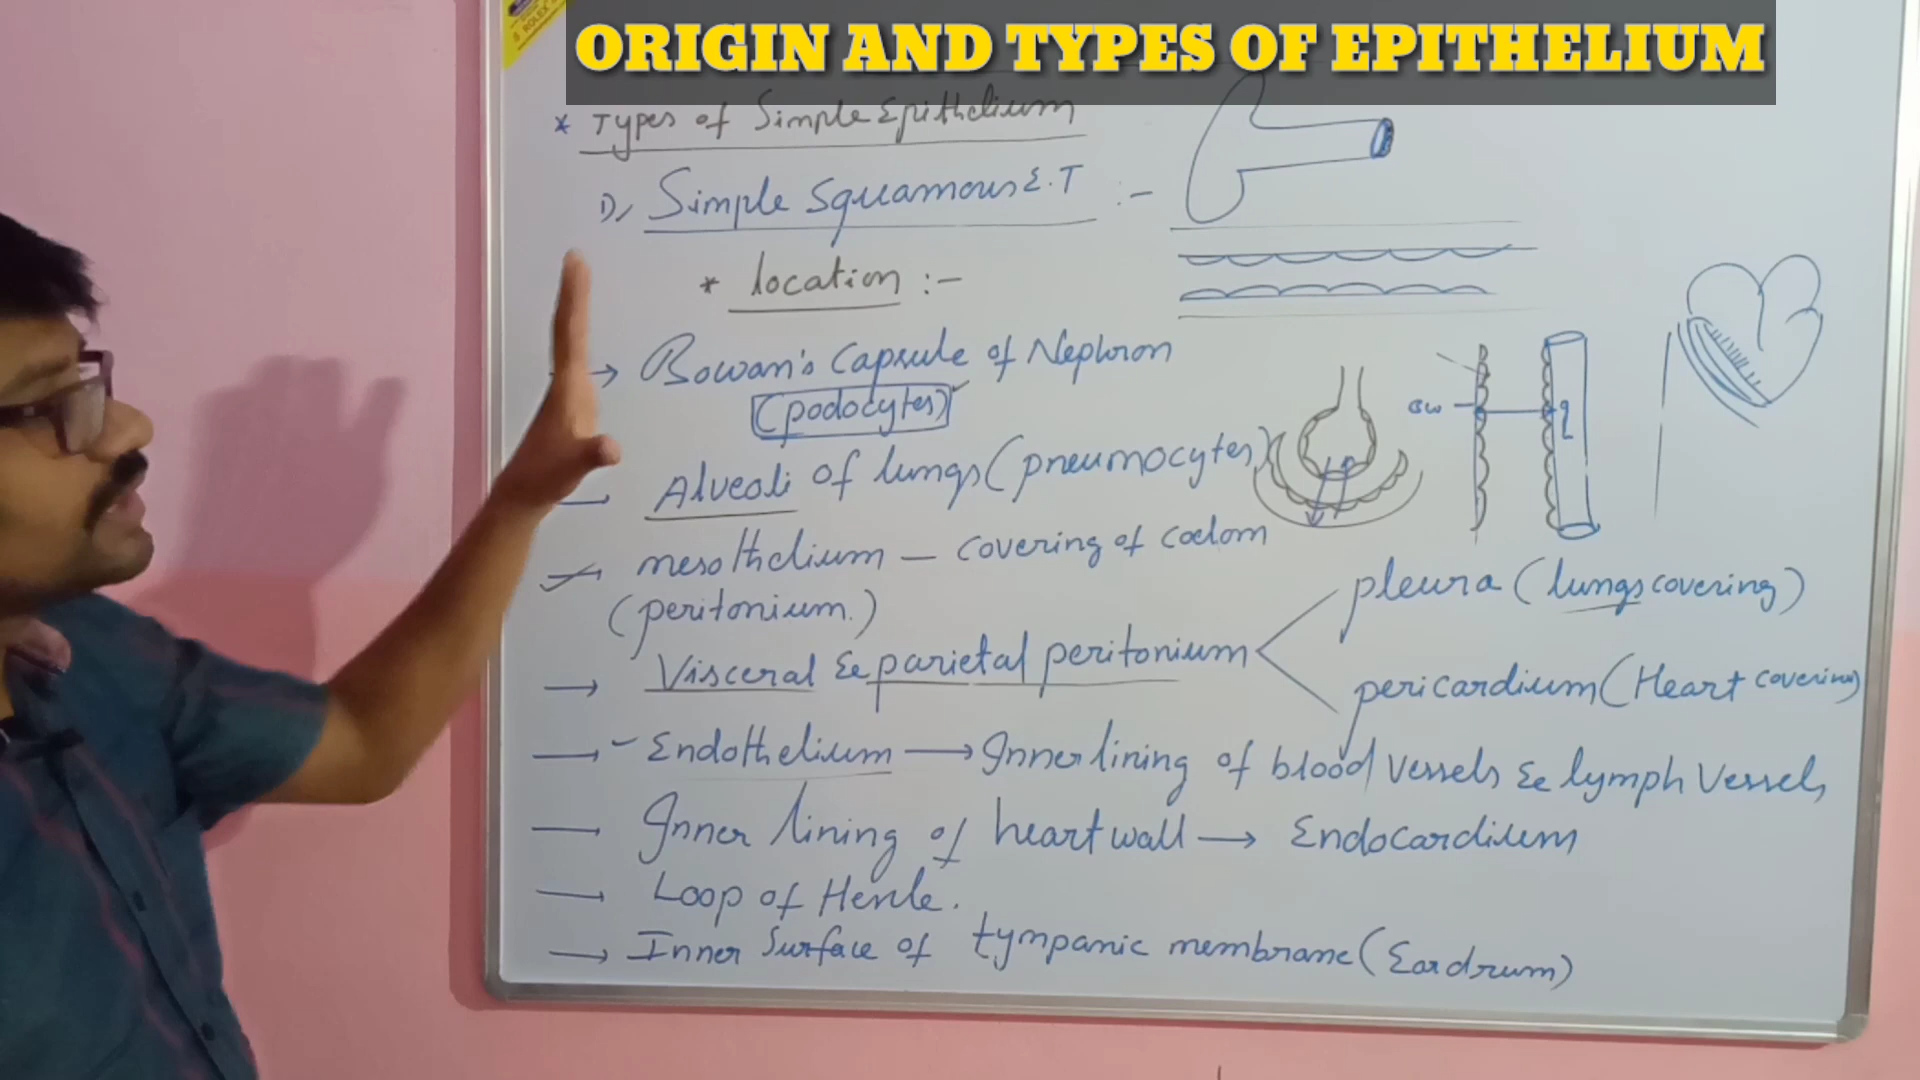 ORIGIN AND TYPES OF EPITHELIUM
ROLEX
* Types of Simple Epithelium
1) Simple Squamous E.T :-
* location :-
→ Bowan's Capsule of Nephron
(podocytes)
Alveoli of lungs (pneumocytes)
BW
mesothelium — covering of coelom
(peritonium.)
pleura (lungs covering)
→ Visceral & parietal peritonium
pericardium (Heart covering)
→ - Endothelium → Inner lining of blood vessels & lymph vessels
→ Inner lining of heart wall → Endocardium
→ Loop of Henle.
→ Inner Surface of tympanic membrane (Eardrum)